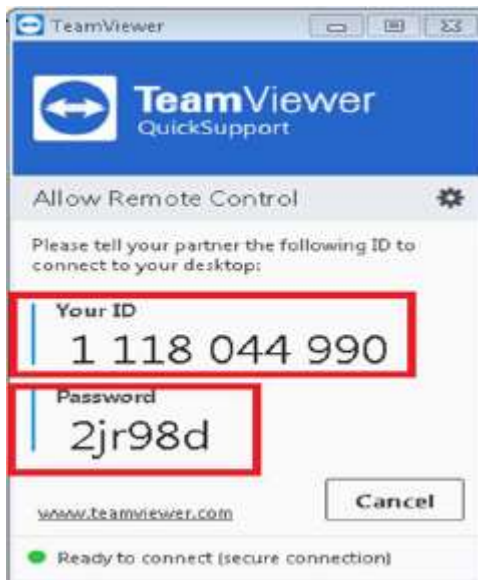 TeamViewer
TeamViewer
QuickSupport
Allow Remote Control
Please tell your partner the following ID to
connect to your desktop:
Your ID
1 118 044 990
Password
2jr98d
www.teamviewer.com
Cancel
Ready to connect (secure connection)